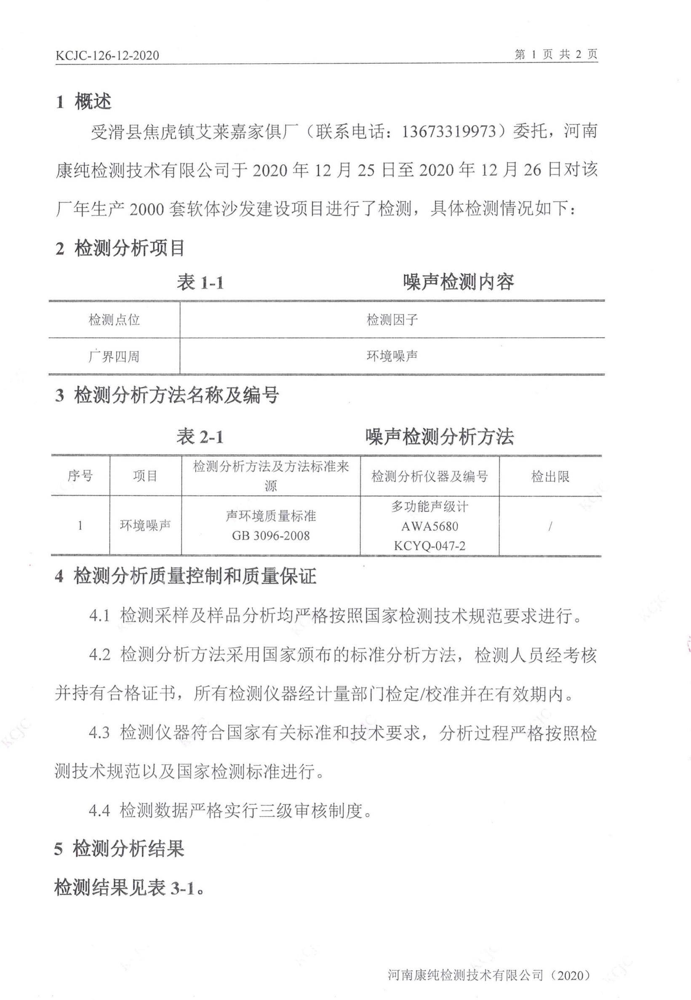 KCJC-126-12-2020 第 1 页 共 2 页
1 概述
受滑县焦虎镇艾莱嘉家俱厂（联系电话：13673319973）委托，河南
康纯检测技术有限公司于 2020 年 12 月 25 日至 2020 年 12 月 26 日对该
厂年生产 2000 套软体沙发建设项目进行了检测，具体检测情况如下：
2 检测分析项目
表 1-1 噪声检测内容
检测点位 检测因子
厂界四周 环境噪声
3 检测分析方法名称及编号
表 2-1 噪声检测分析方法
序号 项目 检测分析方法及方法标准来
源 检测分析仪器及编号 检出限
1 环境噪声 声环境质量标准
GB 3096-2008 多功能声级计
AWA5680
KCYQ-047-2 /
4 检测分析质量控制和质量保证
4.1 检测采样及样品分析均严格按照国家检测技术规范要求进行。
4.2 检测分析方法采用国家颁布的标准分析方法，检测人员经考核
并持有合格证书，所有检测仪器经计量部门检定/校准并在有效期内。
4.3 检测仪器符合国家有关标准和技术要求，分析过程严格按照检
测技术规范以及国家检测标准进行。
4.4 检测数据严格实行三级审核制度。
5 检测分析结果
检测结果见表 3-1。
河南康纯检测技术有限公司（2020）
KCJC